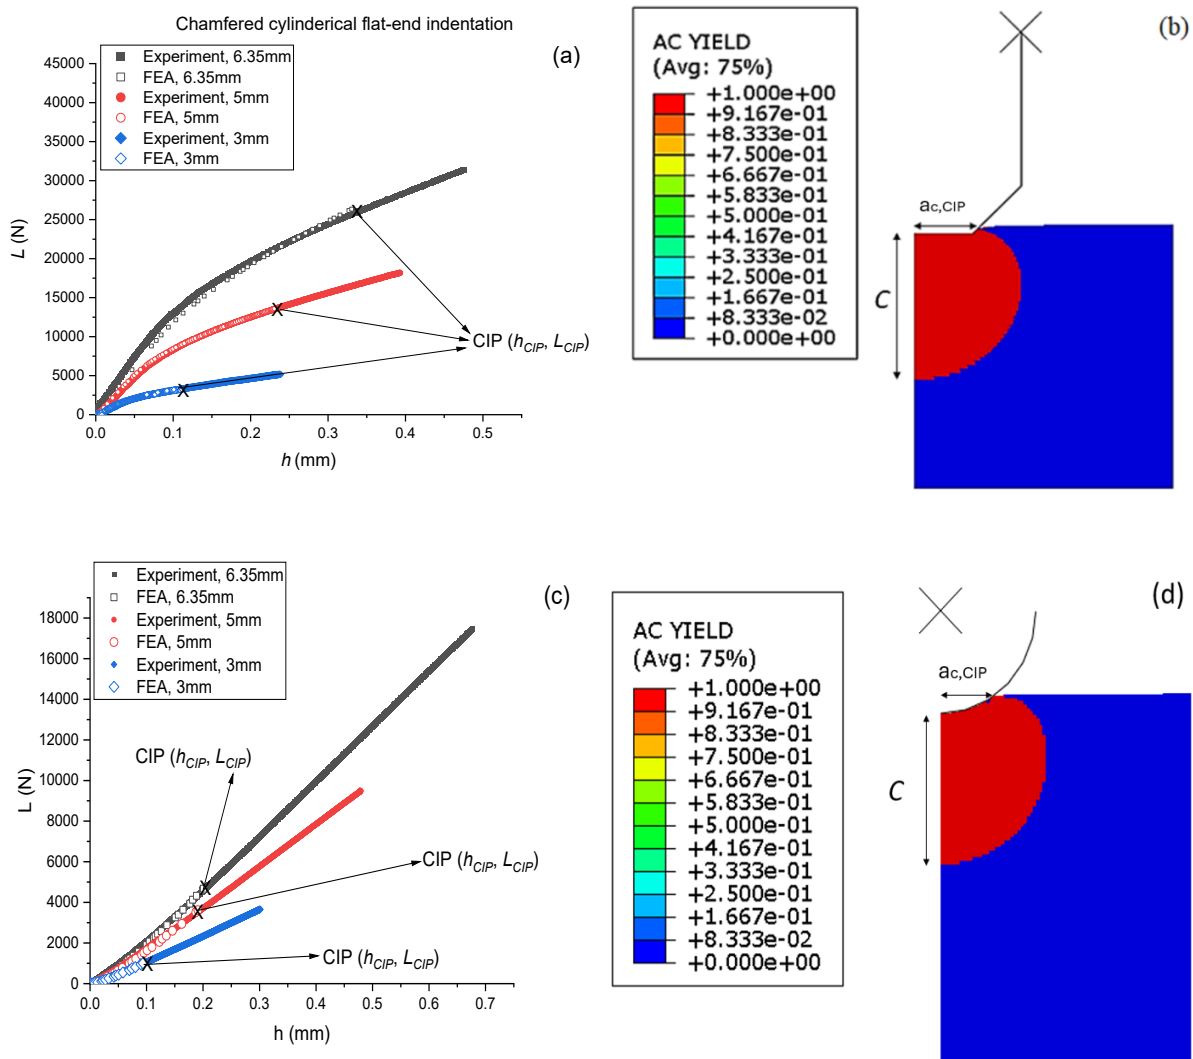 Chamfered cylinderical flat-end indentation
(a)
Experiment, 6.35mm
FEA, 6.35mm
Experiment, 5mm
FEA, 5mm
Experiment, 3mm
FEA, 3mm
45000
40000
35000
30000
25000
20000
15000
10000
5000
0
L (N)
0.0 0.1 0.2 0.3 0.4 0.5
h (mm)
X
X
X
CIP (hCIP, LCIP)
(b)
AC YIELD
(Avg: 75%)
+1.000e+00
+9.167e-01
+8.333e-01
+7.500e-01
+6.667e-01
+5.833e-01
+5.000e-01
+4.167e-01
+3.333e-01
+2.500e-01
+1.667e-01
+8.333e-02
+0.000e+00
ac,CIP
C
(c)
Experiment, 6.35mm
FEA, 6.35mm
Experiment, 5mm
FEA, 5mm
Experiment, 3mm
FEA, 3mm
18000
16000
14000
12000
10000
8000
6000
4000
2000
0
L (N)
0.0 0.1 0.2 0.3 0.4 0.5 0.6 0.7
h (mm)
CIP (hCIP, LCIP)
X
CIP (hCIP, LCIP)
X
CIP (hCIP, LCIP)
X
(d)
AC YIELD
(Avg: 75%)
+1.000e+00
+9.167e-01
+8.333e-01
+7.500e-01
+6.667e-01
+5.833e-01
+5.000e-01
+4.167e-01
+3.333e-01
+2.500e-01
+1.667e-01
+8.333e-02
+0.000e+00
ac,CIP
C